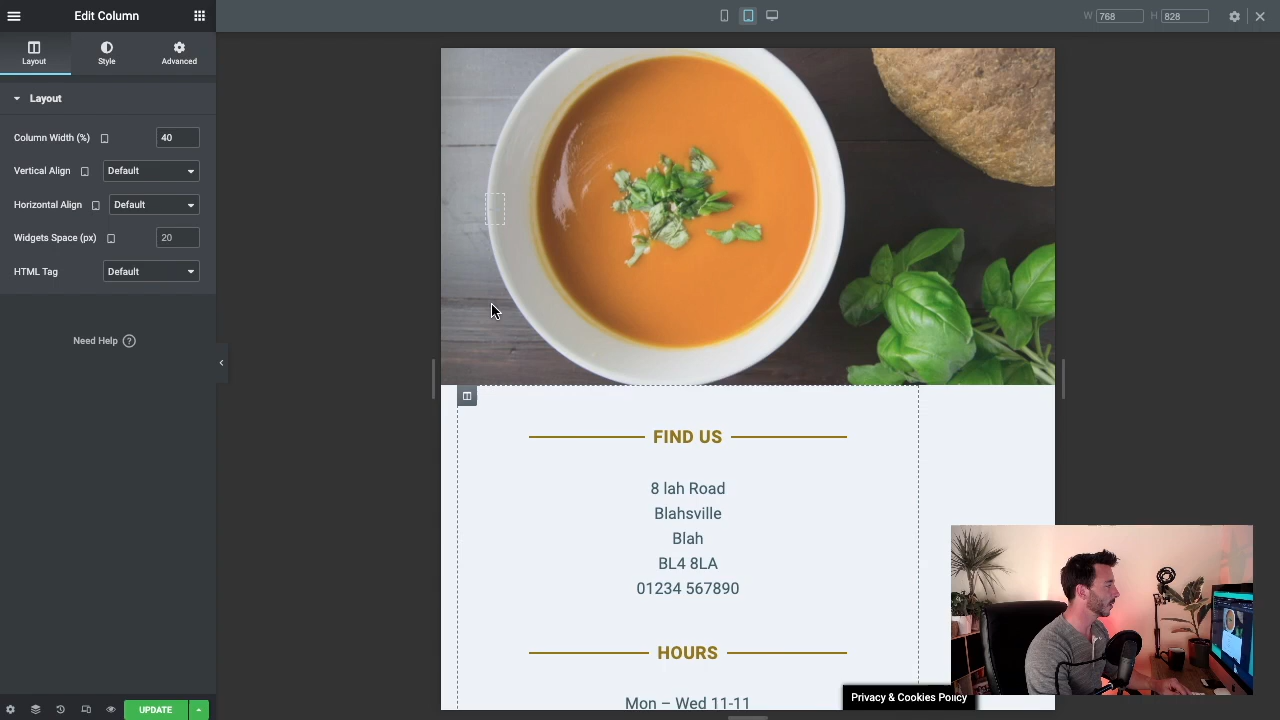 Edit Column
W 768
H 828
Layout
Style
Advanced
Layout
Column Width (%)
40
Vertical Align
Default
Horizontal Align
Default
Widgets Space (px)
20
HTML Tag
Default
Need Help ?
FIND US
8 lah Road
Blahsville
Blah
BL4 8LA
01234 567890
HOURS
Mon – Wed 11-11
Privacy & Cookies Policy
UPDATE